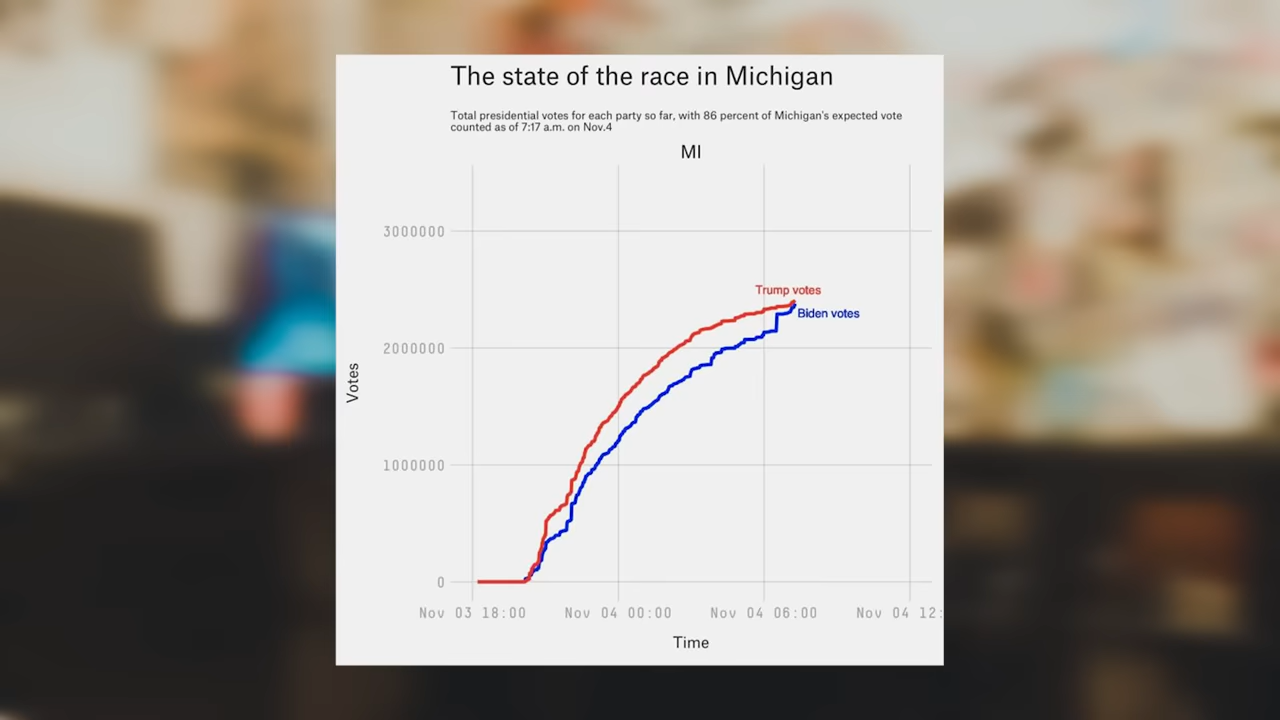 The state of the race in Michigan
Total presidential votes for each party so far, with 86 percent of Michigan's expected vote
counted as of 7:17 a.m. on Nov.4
MI
3000000
Trump votes
Biden votes
2000000
Votes
1000000
0
Nov 03 18:00 Nov 04 00:00 Nov 04 06:00 Nov 04 12:
Time